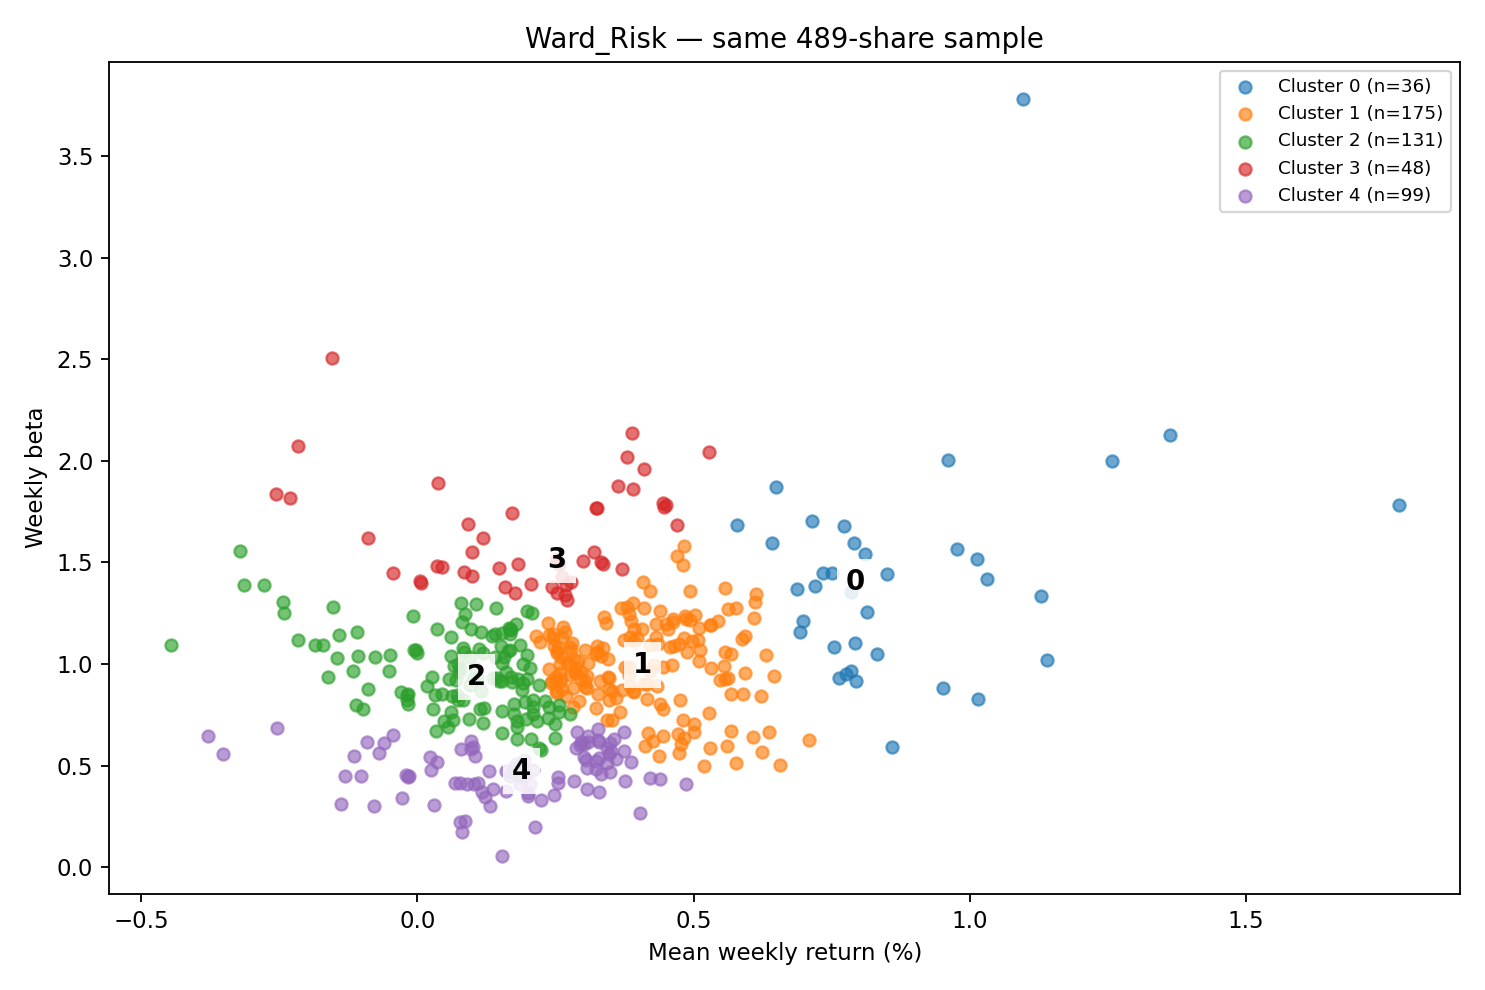 Ward_Risk — same 489-share sample
Cluster 0 (n=36)
Cluster 1 (n=175)
Cluster 2 (n=131)
Cluster 3 (n=48)
Cluster 4 (n=99)
Weekly beta
3.5
3.0
2.5
2.0
1.5
1.0
0.5
0.0
3
0
1
2
4
−0.5
0.0
0.5
1.0
1.5
Mean weekly return (%)